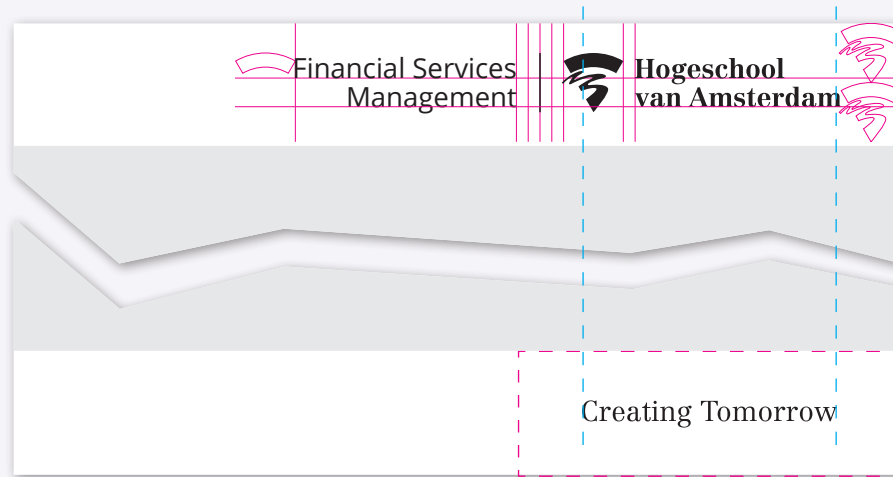 Financial Services
Management
Hogeschool
van Amsterdam
Creating Tomorrow